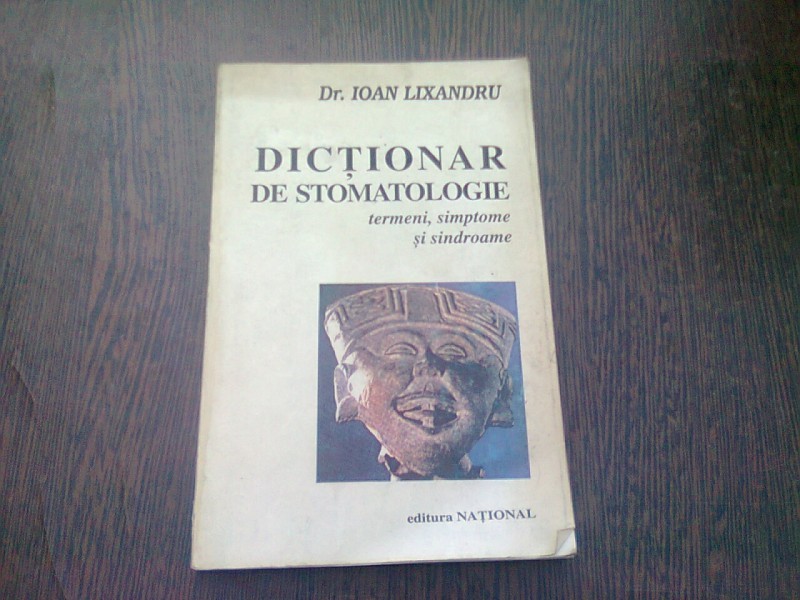 Dr. IOAN LIXANDRU
DICȚIONAR
DE STOMATOLOGIE
termeni, simptome
și sindroame
editura NAȚIONAL